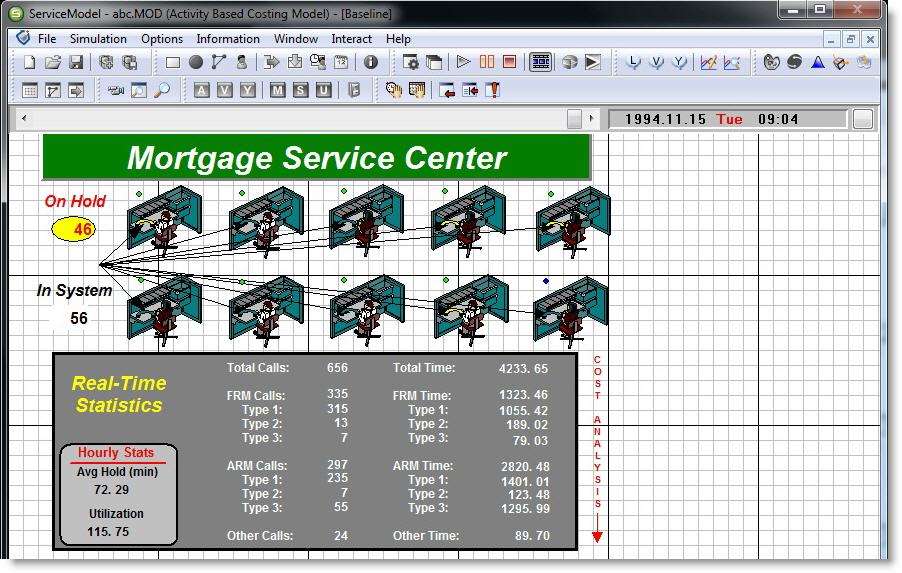 ServiceModel - abc.MOD (Activity Based Costing Model) - [Baseline]
File Simulation Options Information Window Interact Help
L V Y
A V Y M S U
1994.11.15 Tue 09:04
Mortgage Service Center
On Hold
46
In System
56
Real-Time
Statistics
Hourly Stats
Avg Hold (min)
72. 29
Utilization
115. 75
Total Calls: 656 Total Time: 4233. 65
FRM Calls: 335 FRM Time: 1323. 46
Type 1: 315 Type 1: 1055. 42
Type 2: 13 Type 2: 189. 02
Type 3: 7 Type 3: 79. 03
ARM Calls: 297 ARM Time: 2820. 48
Type 1: 235 Type 1: 1401. 01
Type 2: 7 Type 2: 123. 48
Type 3: 55 Type 3: 1295. 99
Other Calls: 24 Other Time: 89. 70
COST ANALYSIS